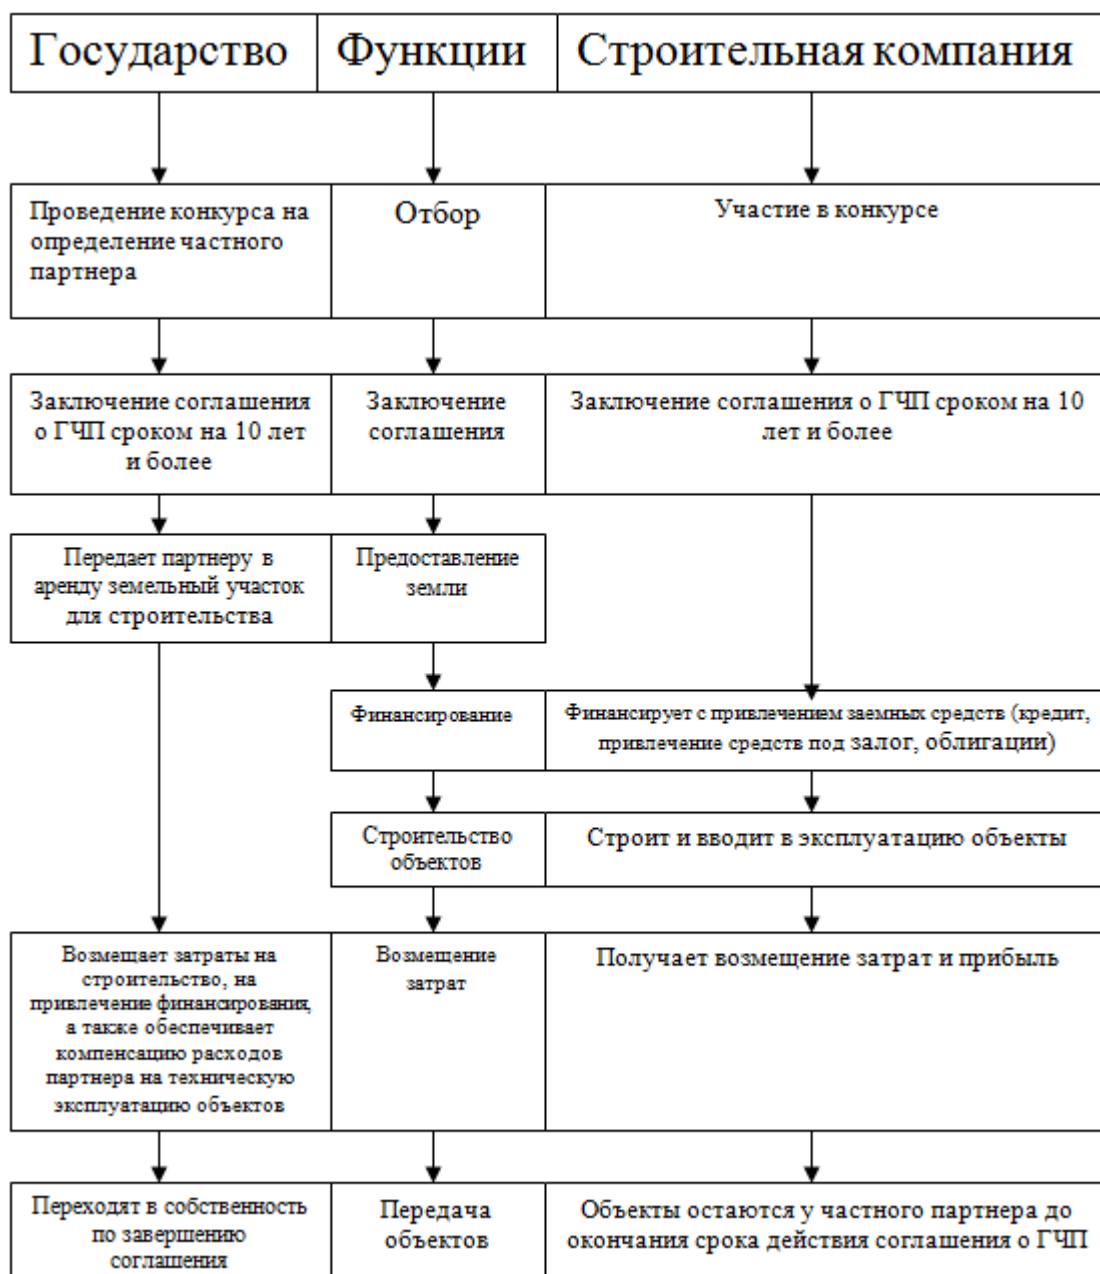 Государство
Функции
Строительная компания
Проведение конкурса на
определение частного
партнера
Отбор
Участие в конкурсе
Заключение соглашения
о ГЧП сроком на 10 лет
и более
Заключение
соглашения
Заключение соглашения о ГЧП сроком на 10
лет и более
Передает партнеру в
аренду земельный участок
для строительства
Предоставление
земли
Финансирование
Финансирует с привлечением заемных средств (кредит,
привлечение средств под залог, облигации)
Строительство
объектов
Строит и вводит в эксплуатацию объекты
Возмещает затраты на
строительство, на
привлечение финансирования,
а также обеспечивает
компенсацию расходов
партнера на техническую
эксплуатацию объектов
Возмещение
затрат
Получает возмещение затрат и прибыль
Переходят в собственность
по завершению
соглашения
Передача
объектов
Объекты остаются у частного партнера до
окончания срока действия соглашения о ГЧП